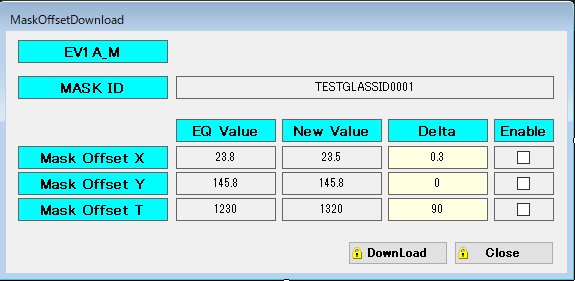 MaskOffsetDownload
EV1A_M
MASK ID TESTGLASSID0001
EQ Value New Value Delta Enable
Mask Offset X 23.8 23.5 0.3
Mask Offset Y 145.8 145.8 0
Mask Offset T 1230 1320 90
DownLoad Close